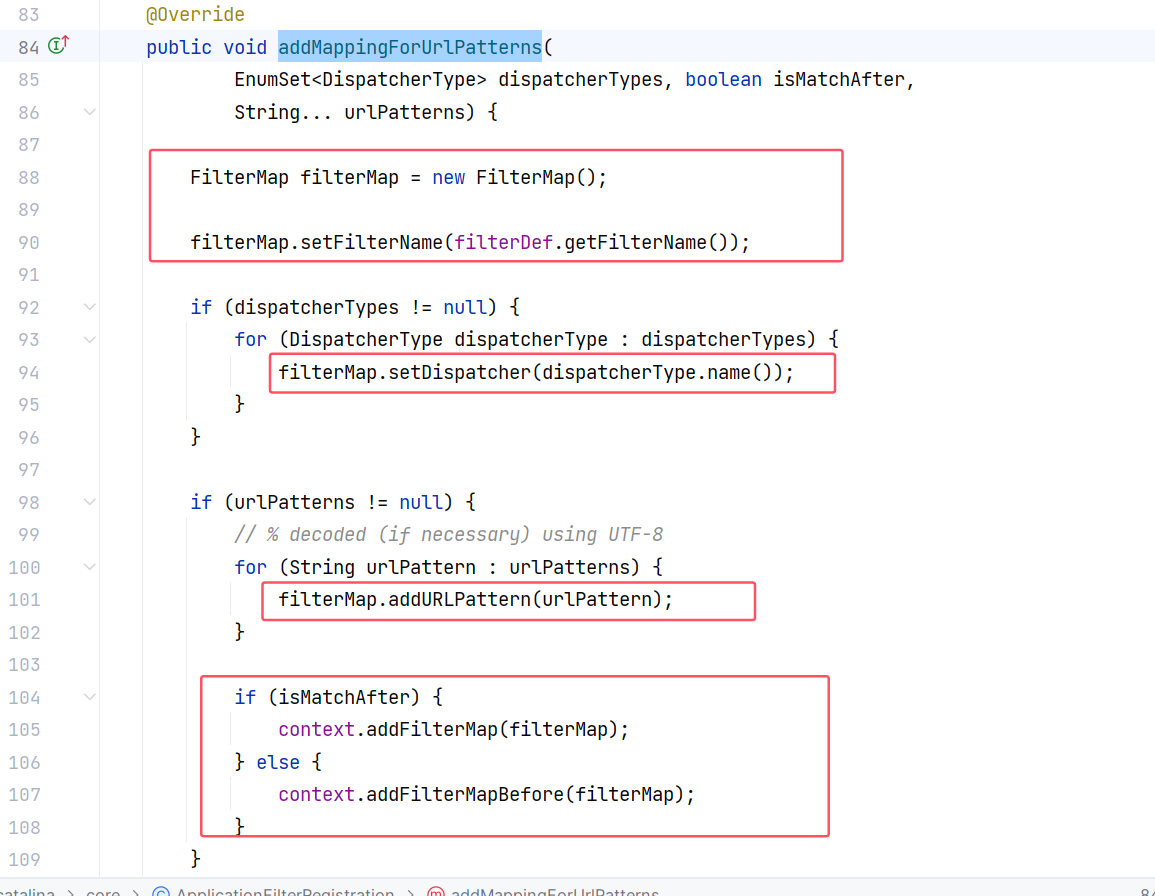 83 @Override
84 public void addMappingForUrlPatterns(
85 EnumSet<DispatcherType> dispatcherTypes, boolean isMatchAfter,
86 String... urlPatterns) {
87
88 FilterMap filterMap = new FilterMap();
89
90 filterMap.setFilterName(filterDef.getFilterName());
91
92 if (dispatcherTypes != null) {
93 for (DispatcherType dispatcherType : dispatcherTypes) {
94 filterMap.setDispatcher(dispatcherType.name());
95 }
96 }
97
98 if (urlPatterns != null) {
99 // % decoded (if necessary) using UTF-8
100 for (String urlPattern : urlPatterns) {
101 filterMap.addURLPattern(urlPattern);
102 }
103
104 if (isMatchAfter) {
105 context.addFilterMap(filterMap);
106 } else {
107 context.addFilterMapBefore(filterMap);
108 }
109 }
catalina > core > ApplicationFilterRegistration > addMappingForUrlPatterns 84